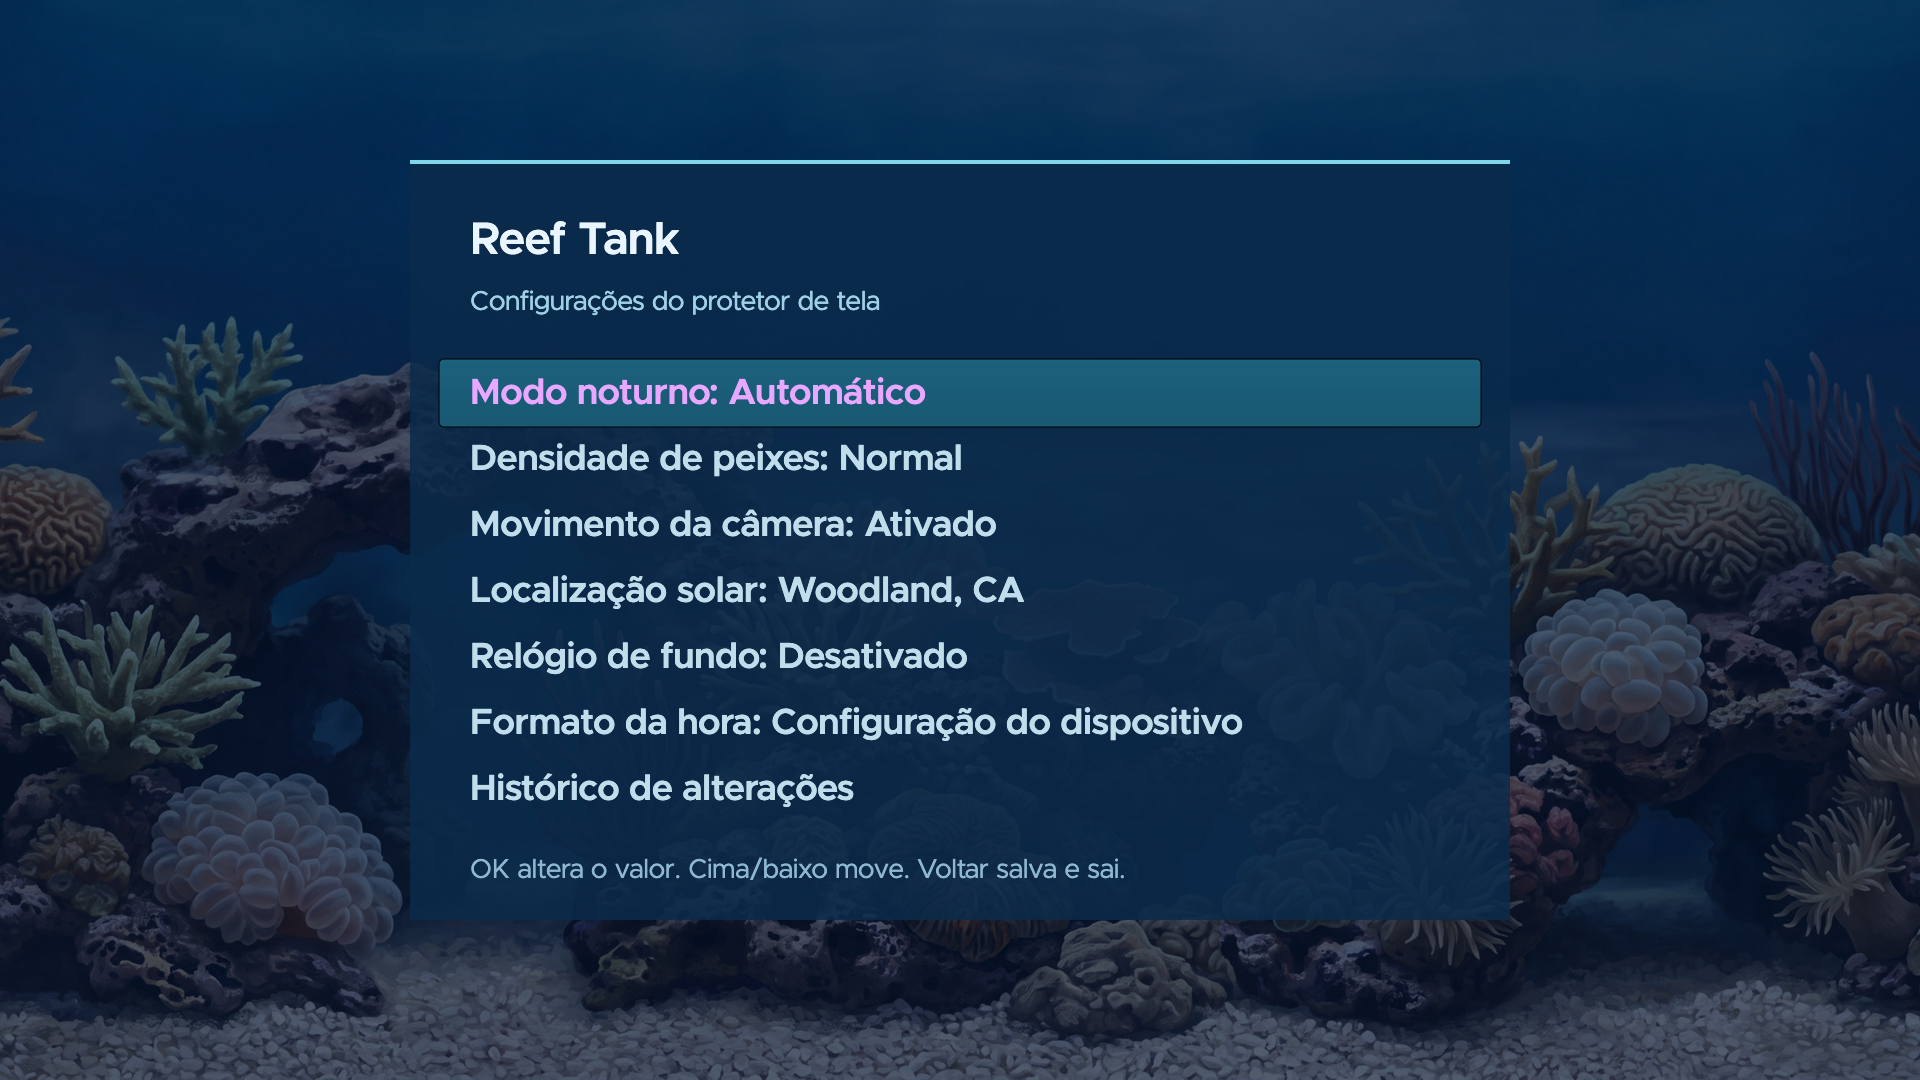 Reef Tank
Configurações do protetor de tela
Modo noturno: Automático
Densidade de peixes: Normal
Movimento da câmera: Ativado
Localização solar: Woodland, CA
Relógio de fundo: Desativado
Formato da hora: Configuração do dispositivo
Histórico de alterações
OK altera o valor. Cima/baixo move. Voltar salva e sai.